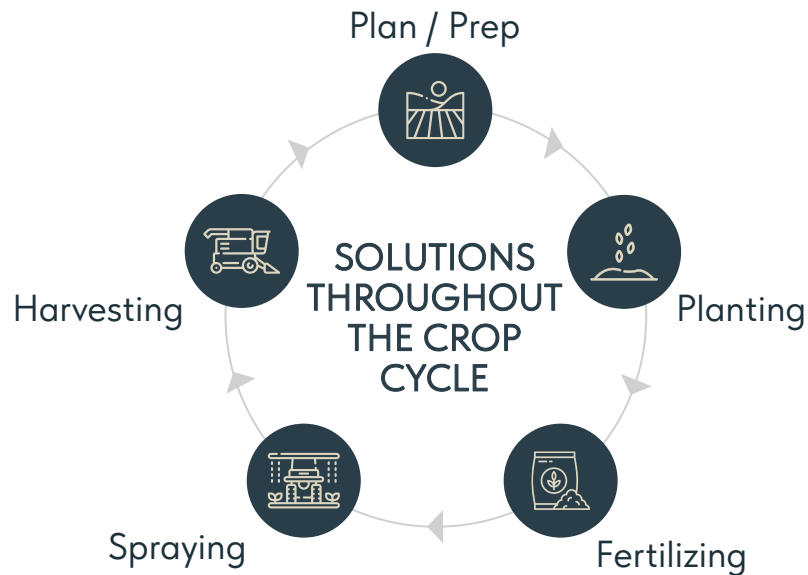 Plan / Prep
SOLUTIONS
THROUGHOUT
THE CROP
CYCLE
Harvesting
Planting
Spraying
Fertilizing